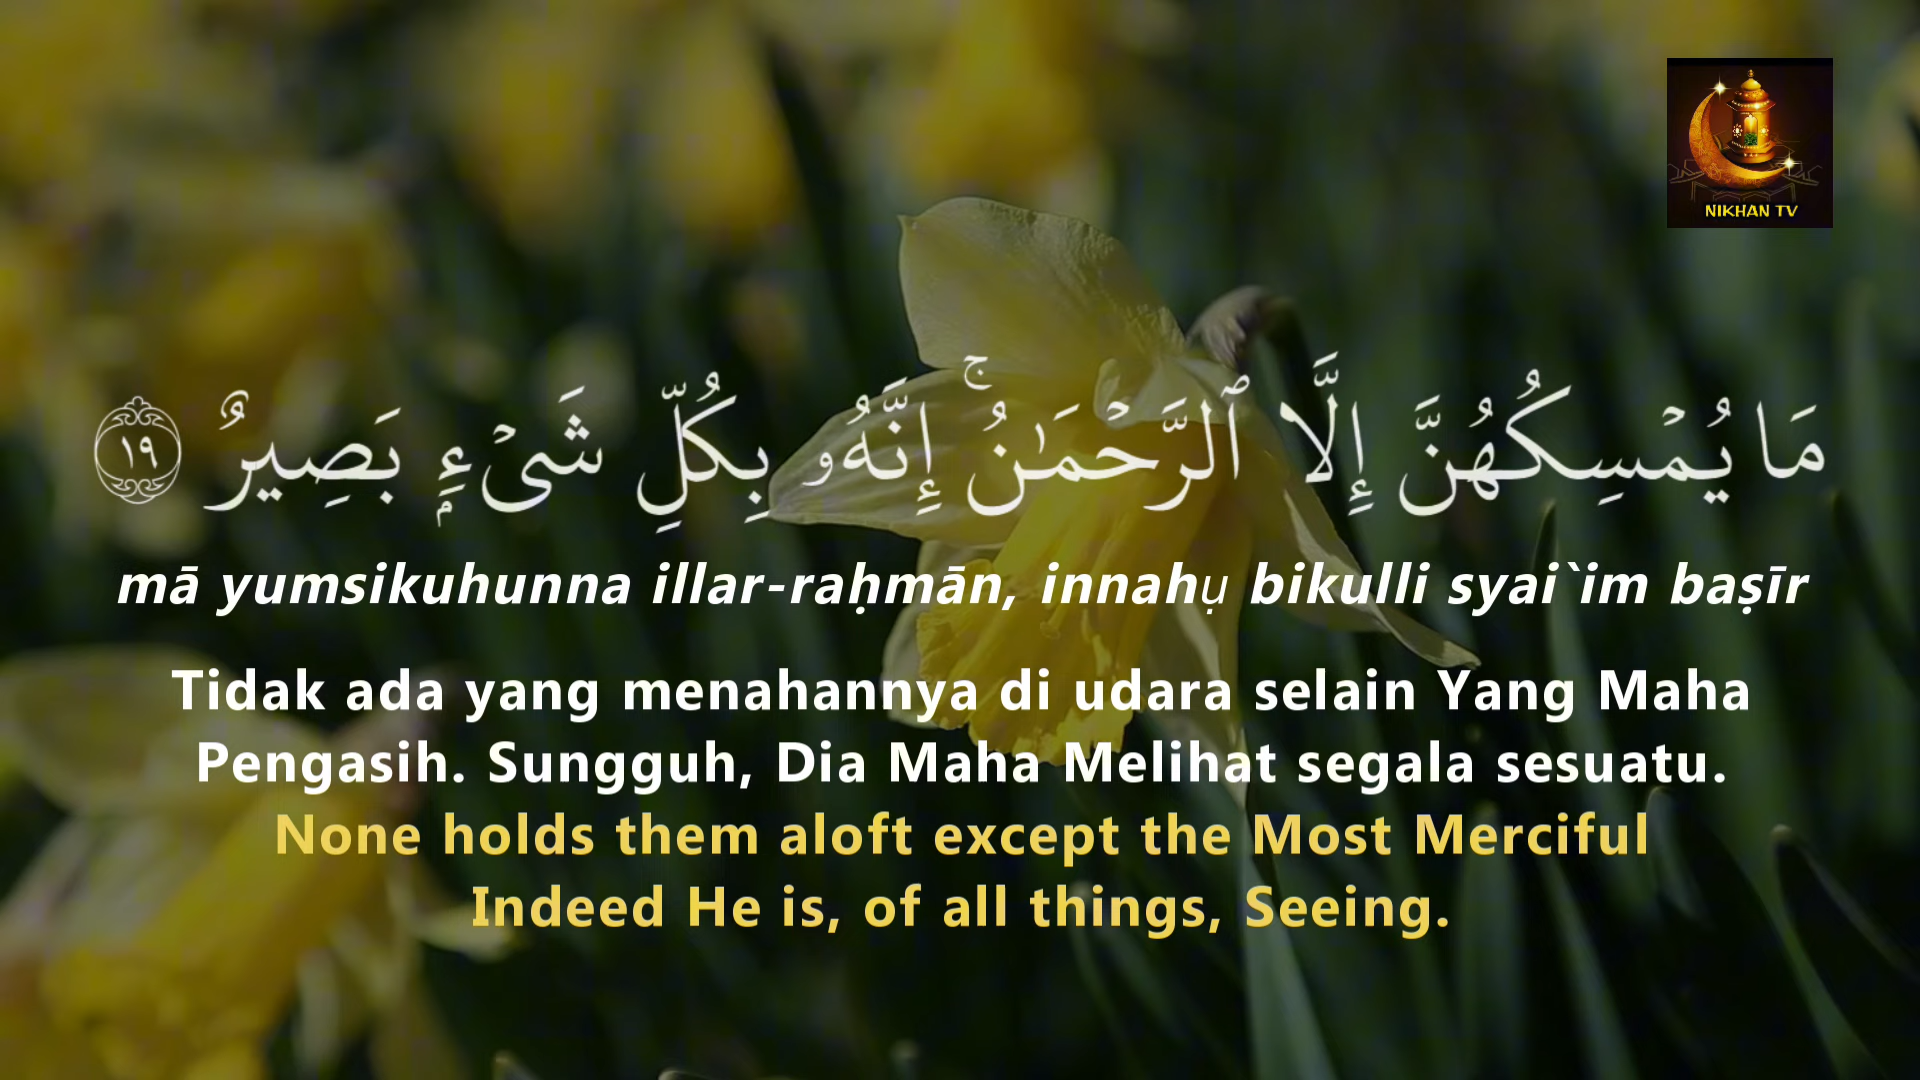 NIKHAN TV
مَا يُمْسِكُهُنَّ إِلَّا ٱلرَّحْمَـٰنُ ۚ إِنَّهُۥ بِكُلِّ شَىْءٍۭ بَصِيرٌ ١٩
mā yumsikuhunna illar-raḥmān, innahụ bikulli syai`im baṣīr
Tidak ada yang menahannya di udara selain Yang Maha
Pengasih. Sungguh, Dia Maha Melihat segala sesuatu.
None holds them aloft except the Most Merciful
Indeed He is, of all things, Seeing.